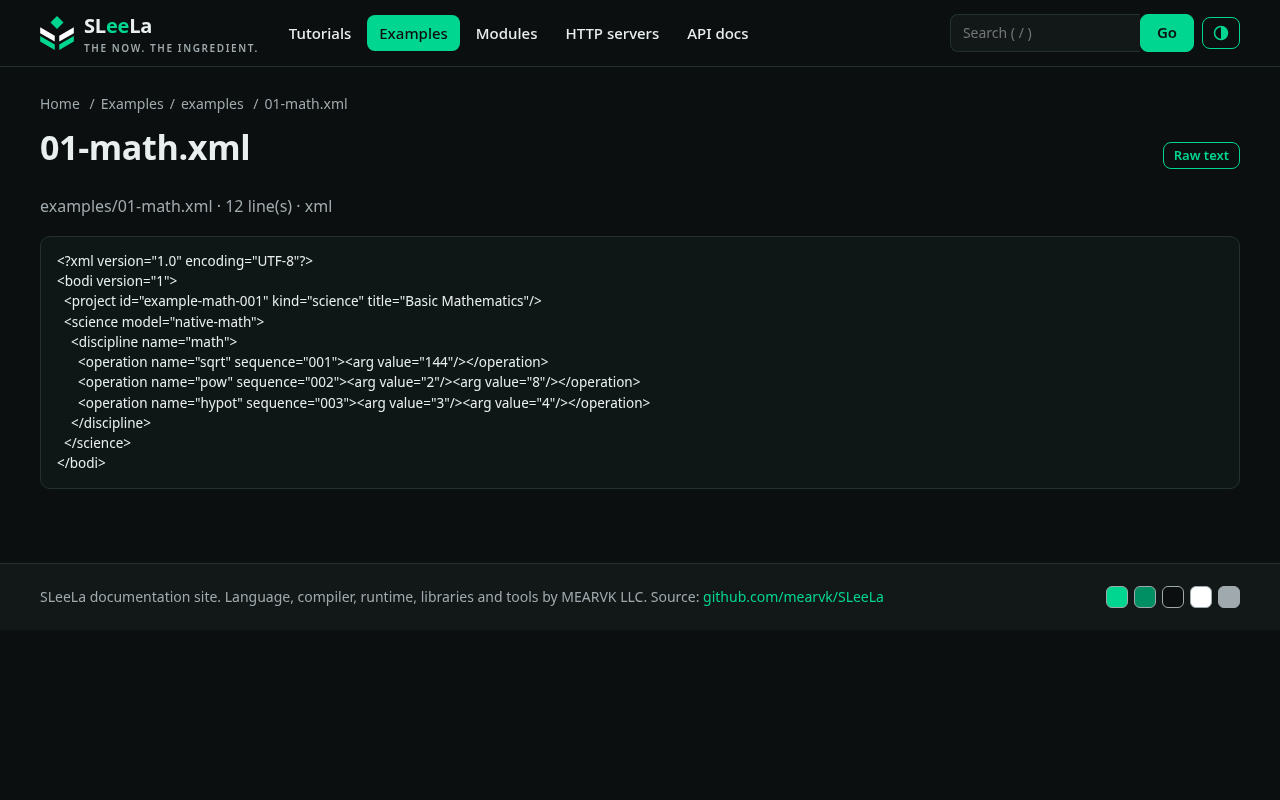 SLeeLa
THE NOW. THE INGREDIENT.
Tutorials Examples Modules HTTP servers API docs
Search ( / ) Go
Home / Examples / examples / 01-math.xml
01-math.xml
Raw text
examples/01-math.xml · 12 line(s) · xml
<?xml version="1.0" encoding="UTF-8"?>
<bodi version="1">
  <project id="example-math-001" kind="science" title="Basic Mathematics"/>
  <science model="native-math">
    <discipline name="math">
      <operation name="sqrt" sequence="001"><arg value="144"/></operation>
      <operation name="pow" sequence="002"><arg value="2"/><arg value="8"/></operation>
      <operation name="hypot" sequence="003"><arg value="3"/><arg value="4"/></operation>
    </discipline>
  </science>
</bodi>
SLeeLa documentation site. Language, compiler, runtime, libraries and tools by MEARVK LLC. Source: github.com/mearvk/SLeeLa